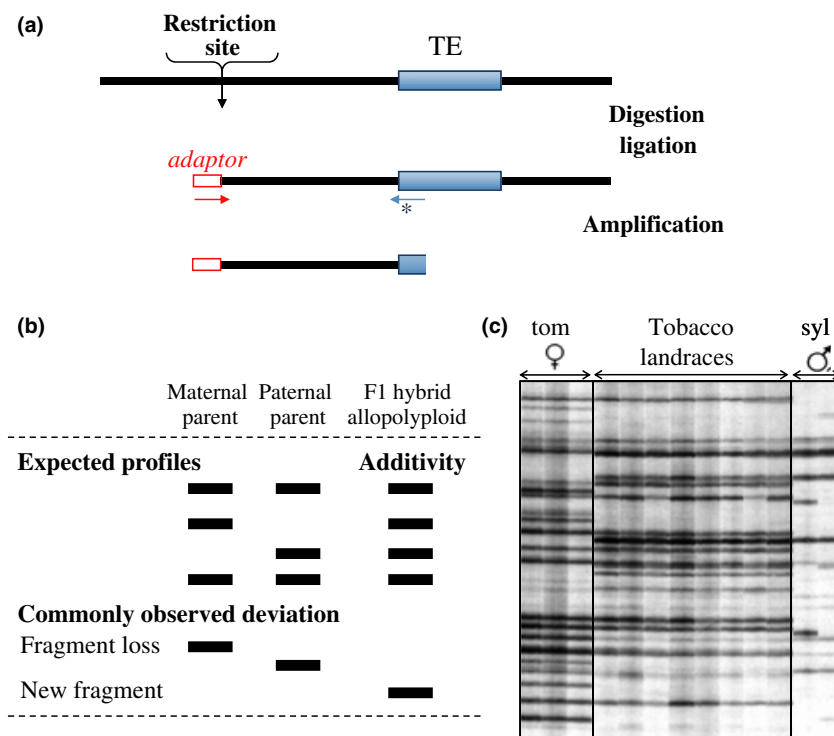 (a)
Restriction
site
TE
Digestion
ligation
adaptor
*
Amplification
(b)
Maternal
parent
Paternal
parent
F1 hybrid
allopolyploid
Expected profiles
Additivity
Commonly observed deviation
Fragment loss
New fragment
(c)
tom
♀
Tobacco
landraces
syl
♂